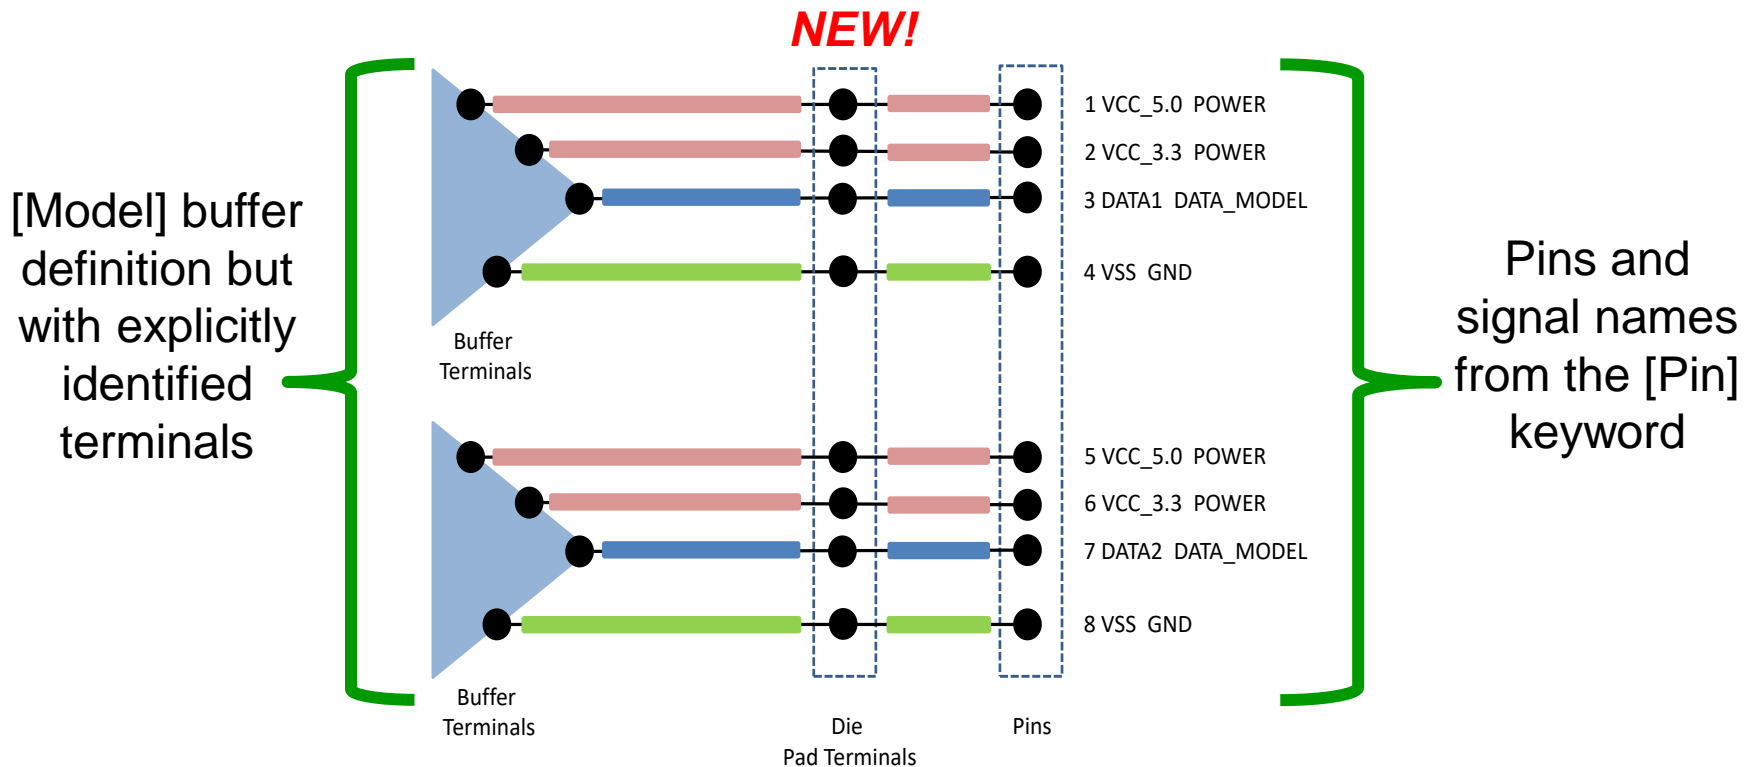 NEW!
[Model] buffer
definition but
with explicitly
identified
terminals
1 VCC_5.0 POWER
2 VCC_3.3 POWER
3 DATA1 DATA_MODEL
4 VSS GND
Buffer
Terminals
5 VCC_5.0 POWER
6 VCC_3.3 POWER
7 DATA2 DATA_MODEL
8 VSS GND
Buffer
Terminals
Die
Pad Terminals
Pins
Pins and
signal names
from the [Pin]
keyword